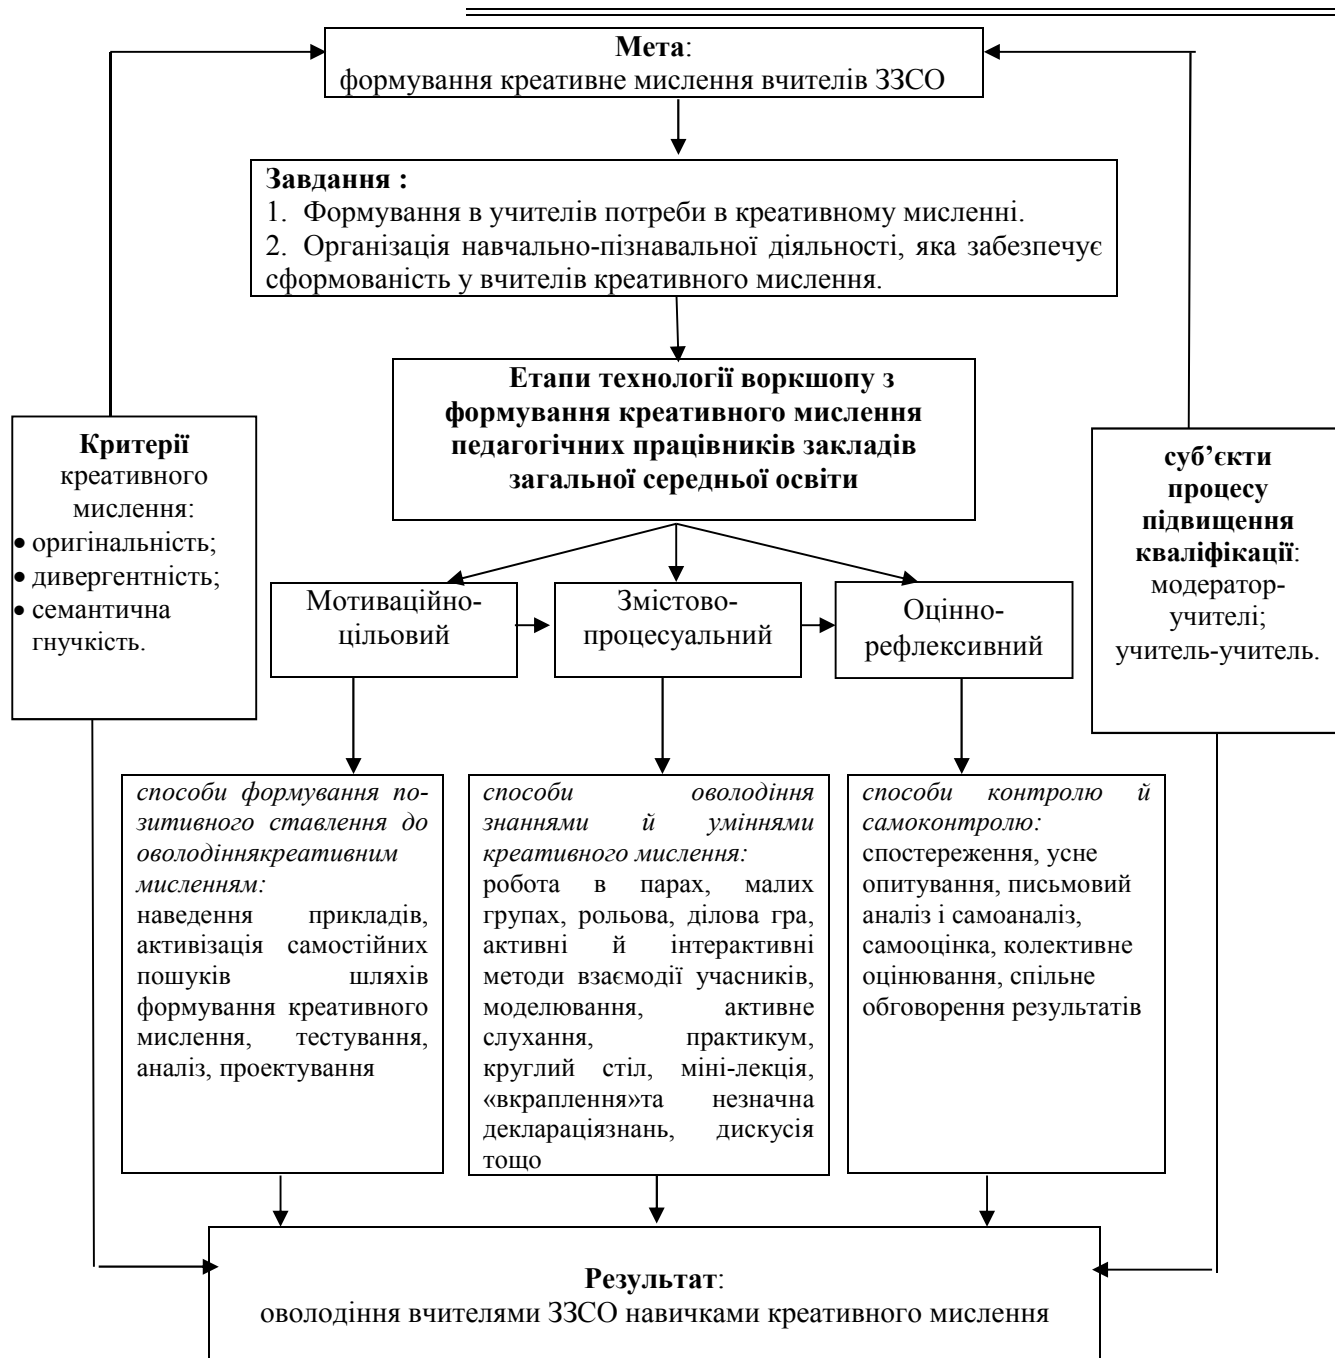 Мета:
формування креативне мислення вчителів ЗЗСО
Завдання :
1. Формування в учителів потреби в креативному мисленні.
2. Організація навчально-пізнавальної діяльності, яка забезпечує
сформованість у вчителів креативного мислення.
Етапи технології воркшопу з
формування креативного мислення
педагогічних працівників закладів
загальної середньої освіти
Критерії
креативного
мислення:
• оригінальність;
• дивергентність;
• семантична
гнучкість.
суб’єкти
процесу
підвищення
кваліфікації:
модератор-
учителі;
учитель-учитель.
Мотиваційно-
цільовий
Змістово-
процесуальний
Оцінно-
рефлексивний
способи формування по-
зитивного ставлення до
оволодіннякреативним
мисленням:
наведення прикладів,
активізація самостійних
пошуків шляхів
формування креативного
мислення, тестування,
аналіз, проектування
способи оволодіння
знаннями й уміннями
креативного мислення:
робота в парах, малих
групах, рольова, ділова гра,
активні й інтерактивні
методи взаємодії учасників,
моделювання, активне
слухання, практикум,
круглий стіл, міні-лекція,
«вкраплення»та незначна
декларація­знань, дискусія
тощо
способи контролю й
самоконтролю:
спостереження, усне
опитування, письмовий
аналіз і самоаналіз,
самооцінка, колективне
оцінювання, спільне
обговорення результатів
Результат:
оволодіння вчителями ЗЗСО навичками креативного мислення